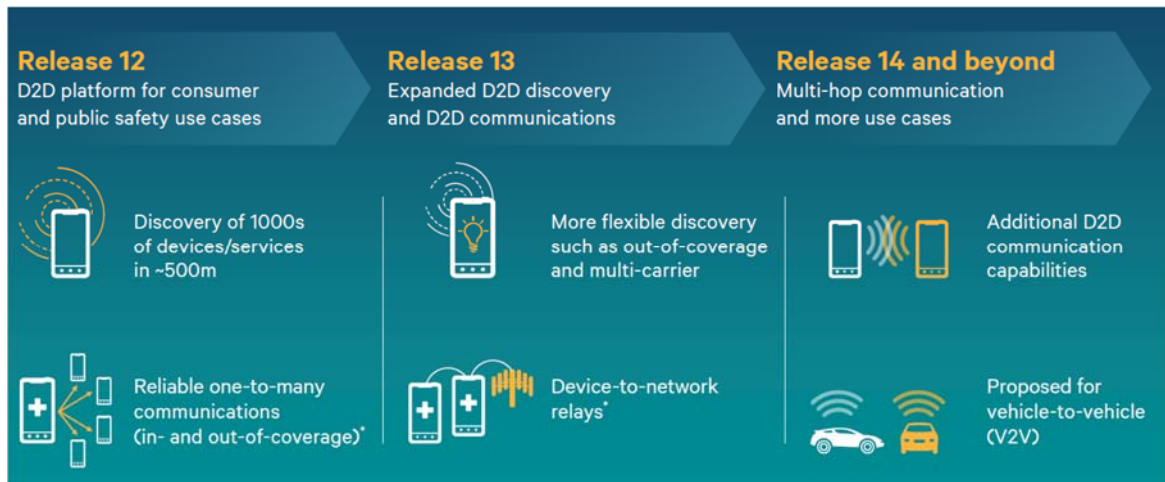 Release 12
D2D platform for consumer
and public safety use cases
Release 13
Expanded D2D discovery
and D2D communications
Release 14 and beyond
Multi-hop communication
and more use cases
Discovery of 1000s
of devices/services
in ~500m
More flexible discovery
such as out-of-coverage
and multi-carrier
Additional D2D
communication
capabilities
Reliable one-to-many
communications
(in- and out-of-coverage)*
Device-to-network
relays*
Proposed for
vehicle-to-vehicle
(V2V)